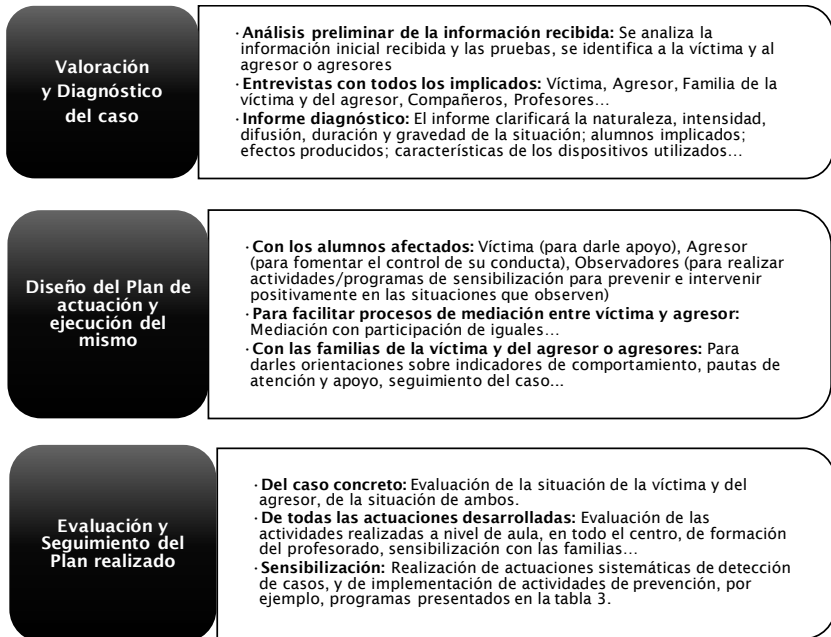 Valoración
y Diagnóstico
del caso
· Análisis preliminar de la información recibida: Se analiza la
información inicial recibida y las pruebas, se identifica a la víctima y al
agresor o agresores
· Entrevistas con todos los implicados: Víctima, Agresor, Familia de la
víctima y del agresor, Compañeros, Profesores…
· Informe diagnóstico: El informe clarificará la naturaleza, intensidad,
difusión, duración y gravedad de la situación; alumnos implicados;
efectos producidos; características de los dispositivos utilizados…
Diseño del Plan de
actuación y
ejecución del
mismo
· Con los alumnos afectados: Víctima (para darle apoyo), Agresor
(para fomentar el control de su conducta), Observadores (para realizar
actividades/programas de sensibilización para prevenir e intervenir
positivamente en las situaciones que observen)
· Para facilitar procesos de mediación entre víctima y agresor:
Mediación con participación de iguales…
· Con las familias de la víctima y del agresor o agresores: Para
darles orientaciones sobre indicadores de comportamiento, pautas de
atención y apoyo, seguimiento del caso...
Evaluación y
Seguimiento del
Plan realizado
· Del caso concreto: Evaluación de la situación de la víctima y del
agresor, de la situación de ambos.
· De todas las actuaciones desarrolladas: Evaluación de las
actividades realizadas a nivel de aula, en todo el centro, de formación
del profesorado, sensibilización con las familias…
· Sensibilización: Realización de actuaciones sistemáticas de detección
de casos, y de implementación de actividades de prevención, por
ejemplo, programas presentados en la tabla 3.